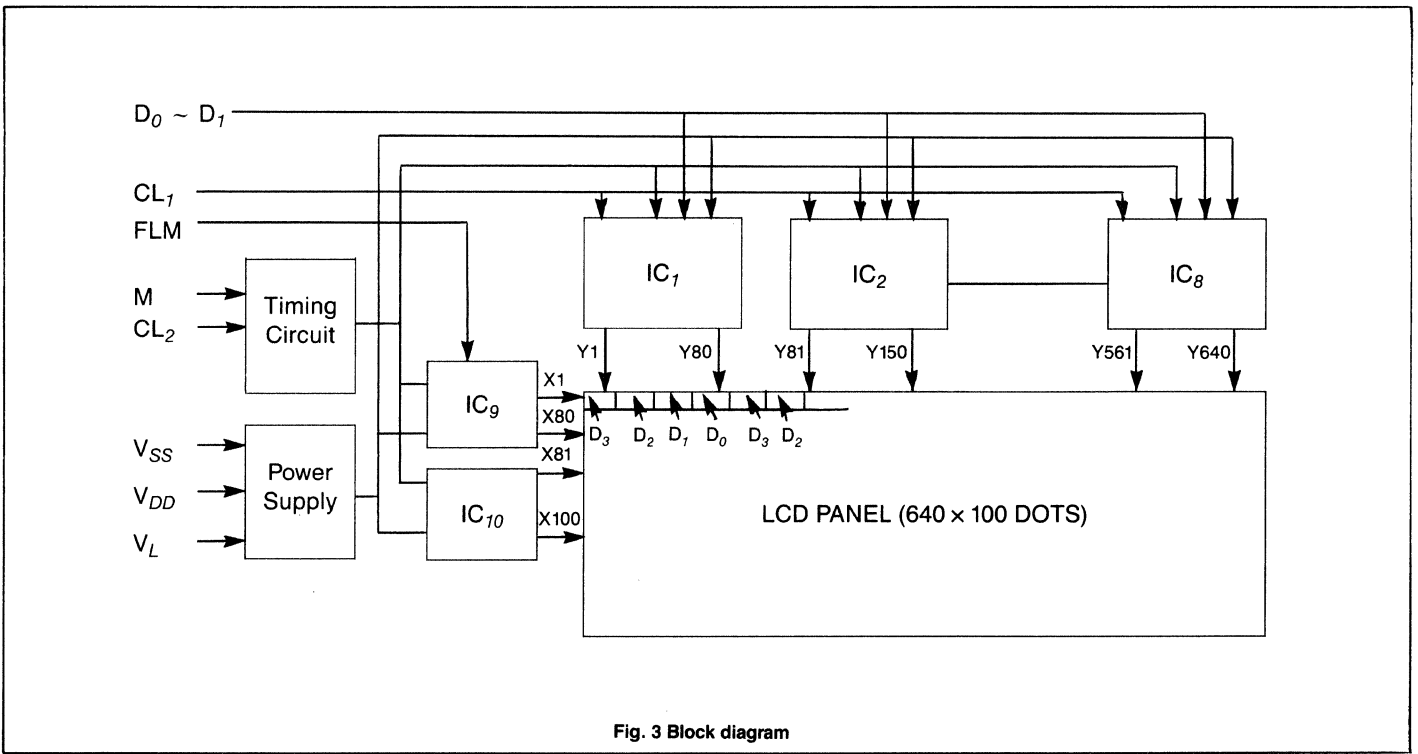 D0 ~ D1
CL1
FLM
M
CL2
Timing
Circuit
VSS
VDD
VL
Power
Supply
IC1
IC2
IC8
Y1
Y80
Y81
Y150
Y561
Y640
IC9
X1
X80
X81
IC10
X100
D3
D2
D1
D0
D3
D2
LCD PANEL (640 × 100 DOTS)
Fig. 3 Block diagram